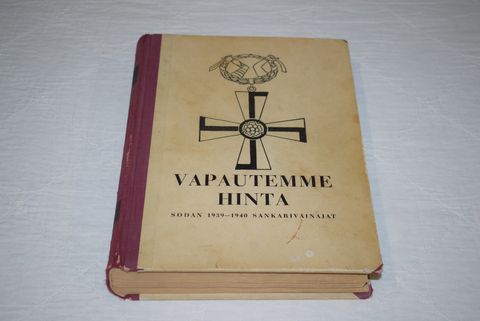 VAPAUTEMME
HINTA
SODAN 1939—1940 SANKARIVAINAJAT